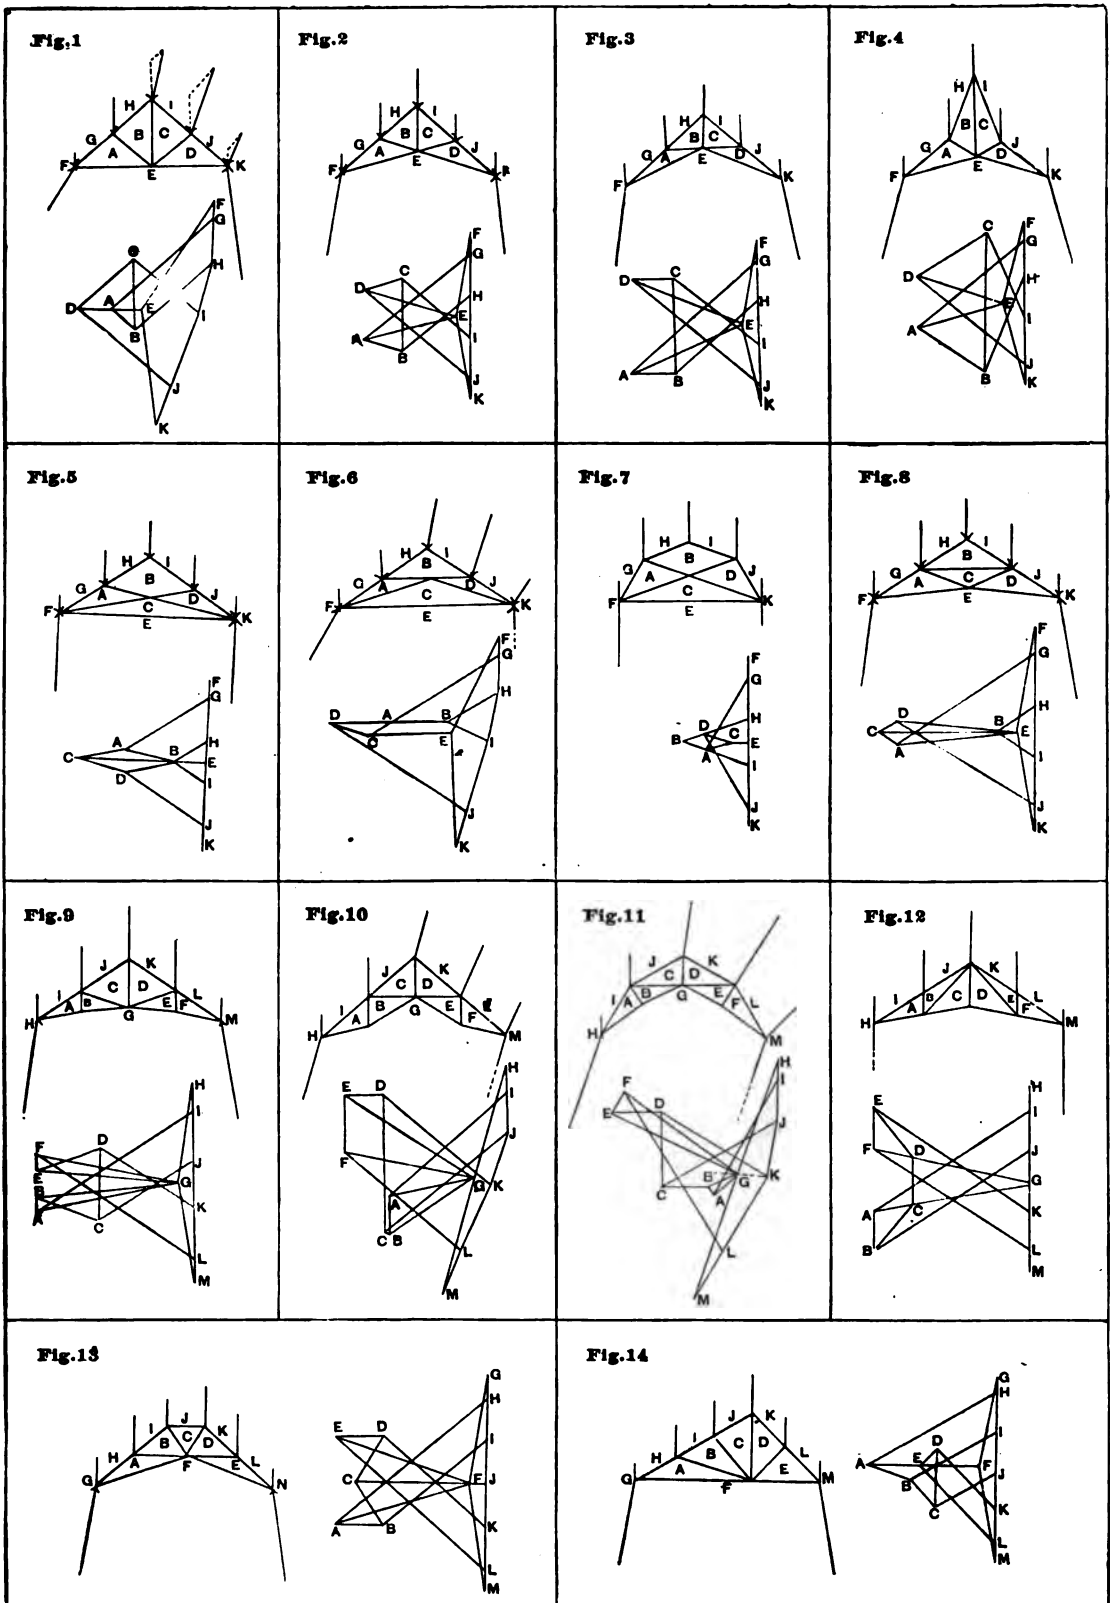 Fig.1
H I
G B C J
F A D K
E
F
G
H
D A E
B
I
J
K
Fig.2
H I
B C
G A D J
F E
F
G
C
D H
E
A I
B
J
K
Fig.3
H I
B C
G A D J
E
F K
F
G
D C
H
E
I
A B
J
K
Fig.4
H I
B C
G A D J
E
F K
F
C G
D H
E
A I
B J
K
Fig.5
H I
B
G A D J
F C K
E
F
G
A B H
C E
D I
J
K
Fig.6
H I
B
G A D J
F C K
E
F
G
D A B H
C E I
J
K
Fig.7
H I
B
G A D J
F C K
E
F
G
D H
B C E
A I
J
K
Fig.8
H I
B
G A D J
C
F E K
F
G
D B H
C E
A I
J
K
Fig.9
J K
C D
I A B E F L
H G M
H
I
F D J
E G
B K
A C
L
M
Fig.10
J K
C D
I A B G E F
H M
H
E D I
J
F
G K
A
C B L
M
Fig.11
J K
C D
I A B G E F L
H M
H
I
F
E D J
B G K
C A
L
M
Fig.12
J K
I A B C D E F L
H M
H
E I
F D J
G
A C K
B L
M
Fig.13
J
I B C D K
H A F E L
G N
G
H
E D I
C F J
A B K
L
M
Fig.14
J K
I B C D
H A E L
G F M
G
H
D I
A E F
B J
C K
L
M